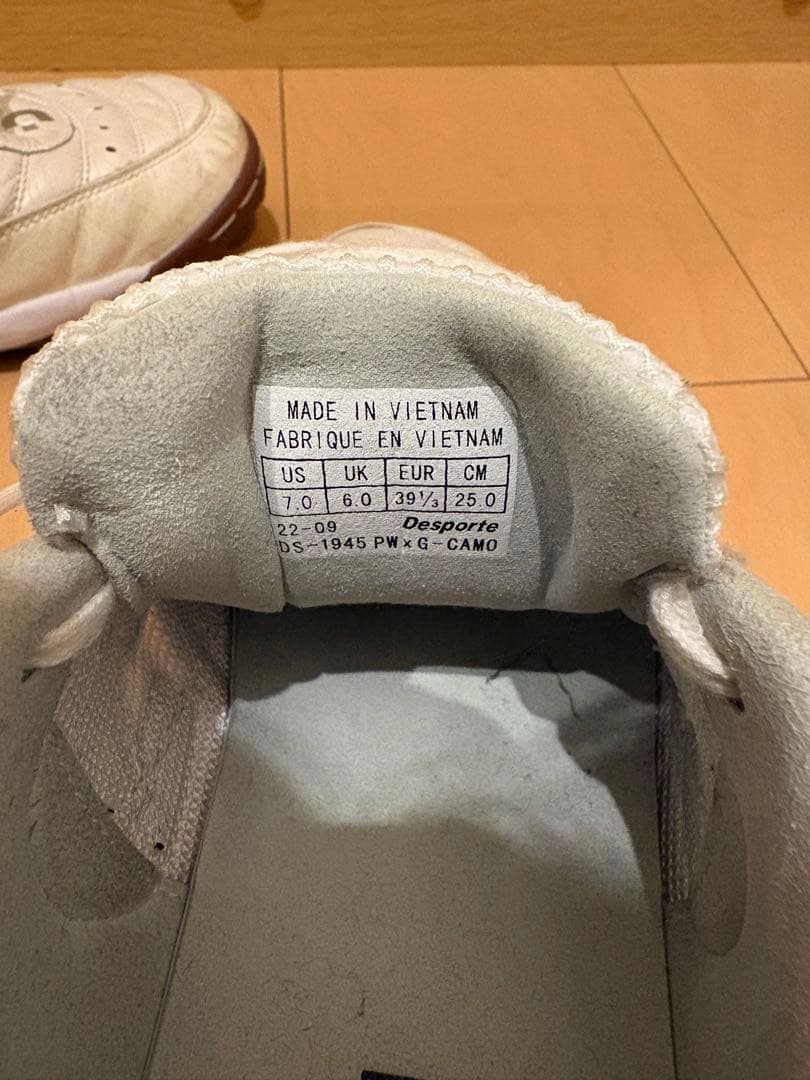 MADE IN VIETNAM
FABRIQUE EN VIETNAM
US UK EUR CM
7.0 6.0 39⅓ 25.0
22-09 Desporte
DS-1945 PW×G-CAMO